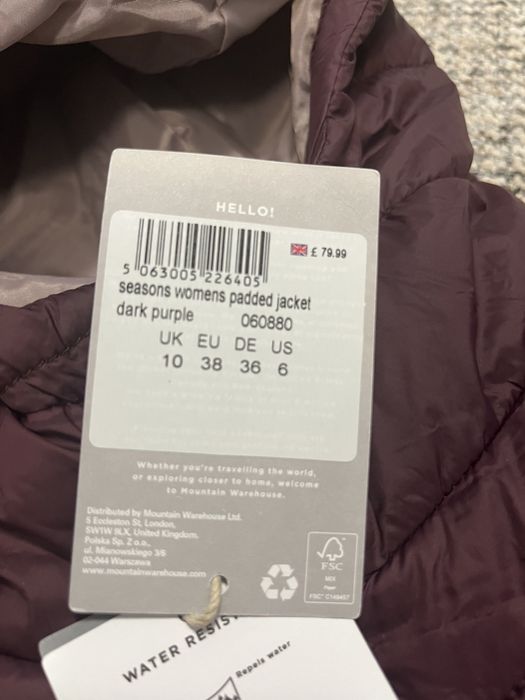 HELLO!
£ 79.99
5 063005 226405
seasons womens padded jacket
dark purple 060880
UK EU DE US
10 38 36 6
Whether you're travelling the world,
or exploring closer to home, welcome
to Mountain Warehouse.
Distributed by Mountain Warehouse Ltd.
5 Eccleston St, London,
SW1W 9LX, United Kingdom.
Polska Sp. Z o.o.,
ul. Mianowskiego 3/6
02-044 Warszawa
www.mountainwarehouse.com
FSC
MIX
Paper
FSC® C149457
WATER RESIST
Repels water